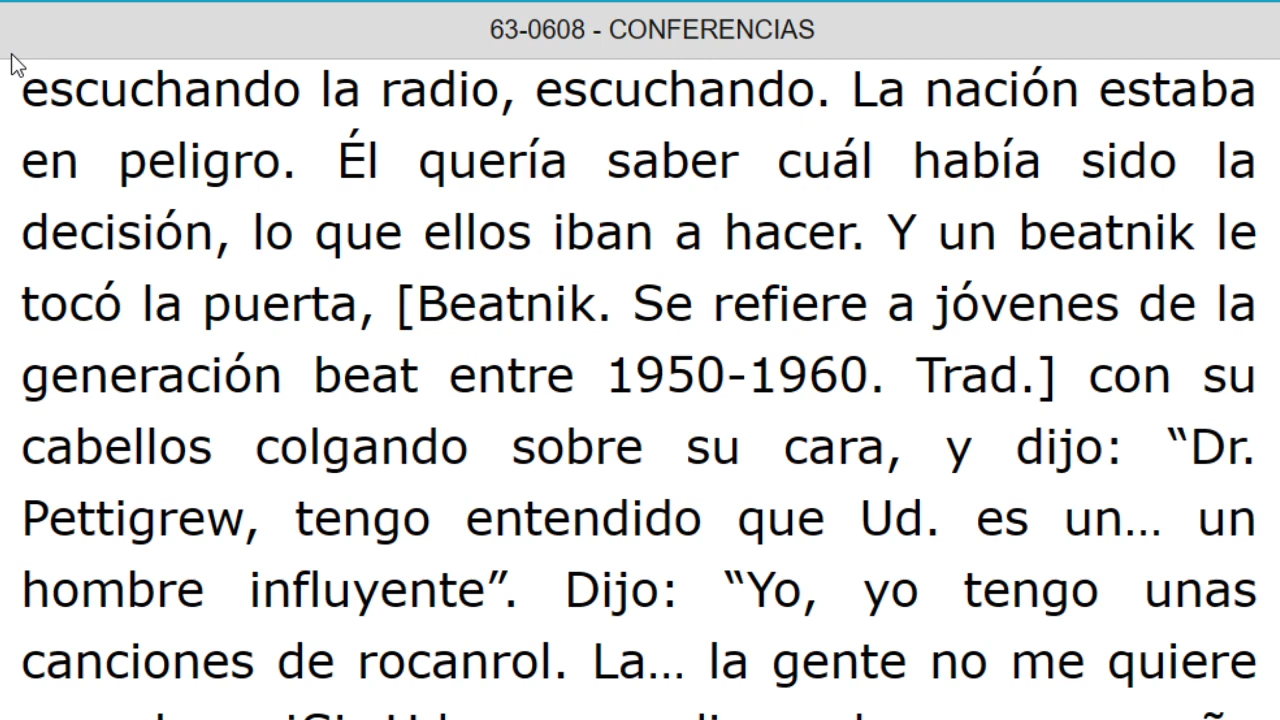 63-0608 - CONFERENCIAS
escuchando la radio, escuchando. La nación estaba
en peligro. Él quería saber cuál había sido la
decisión, lo que ellos iban a hacer. Y un beatnik le
tocó la puerta, [Beatnik. Se refiere a jóvenes de la
generación beat entre 1950-1960. Trad.] con su
cabellos colgando sobre su cara, y dijo: “Dr.
Pettigrew, tengo entendido que Ud. es un… un
hombre influyente”. Dijo: “Yo, yo tengo unas
canciones de rocanrol. La… la gente no me quiere